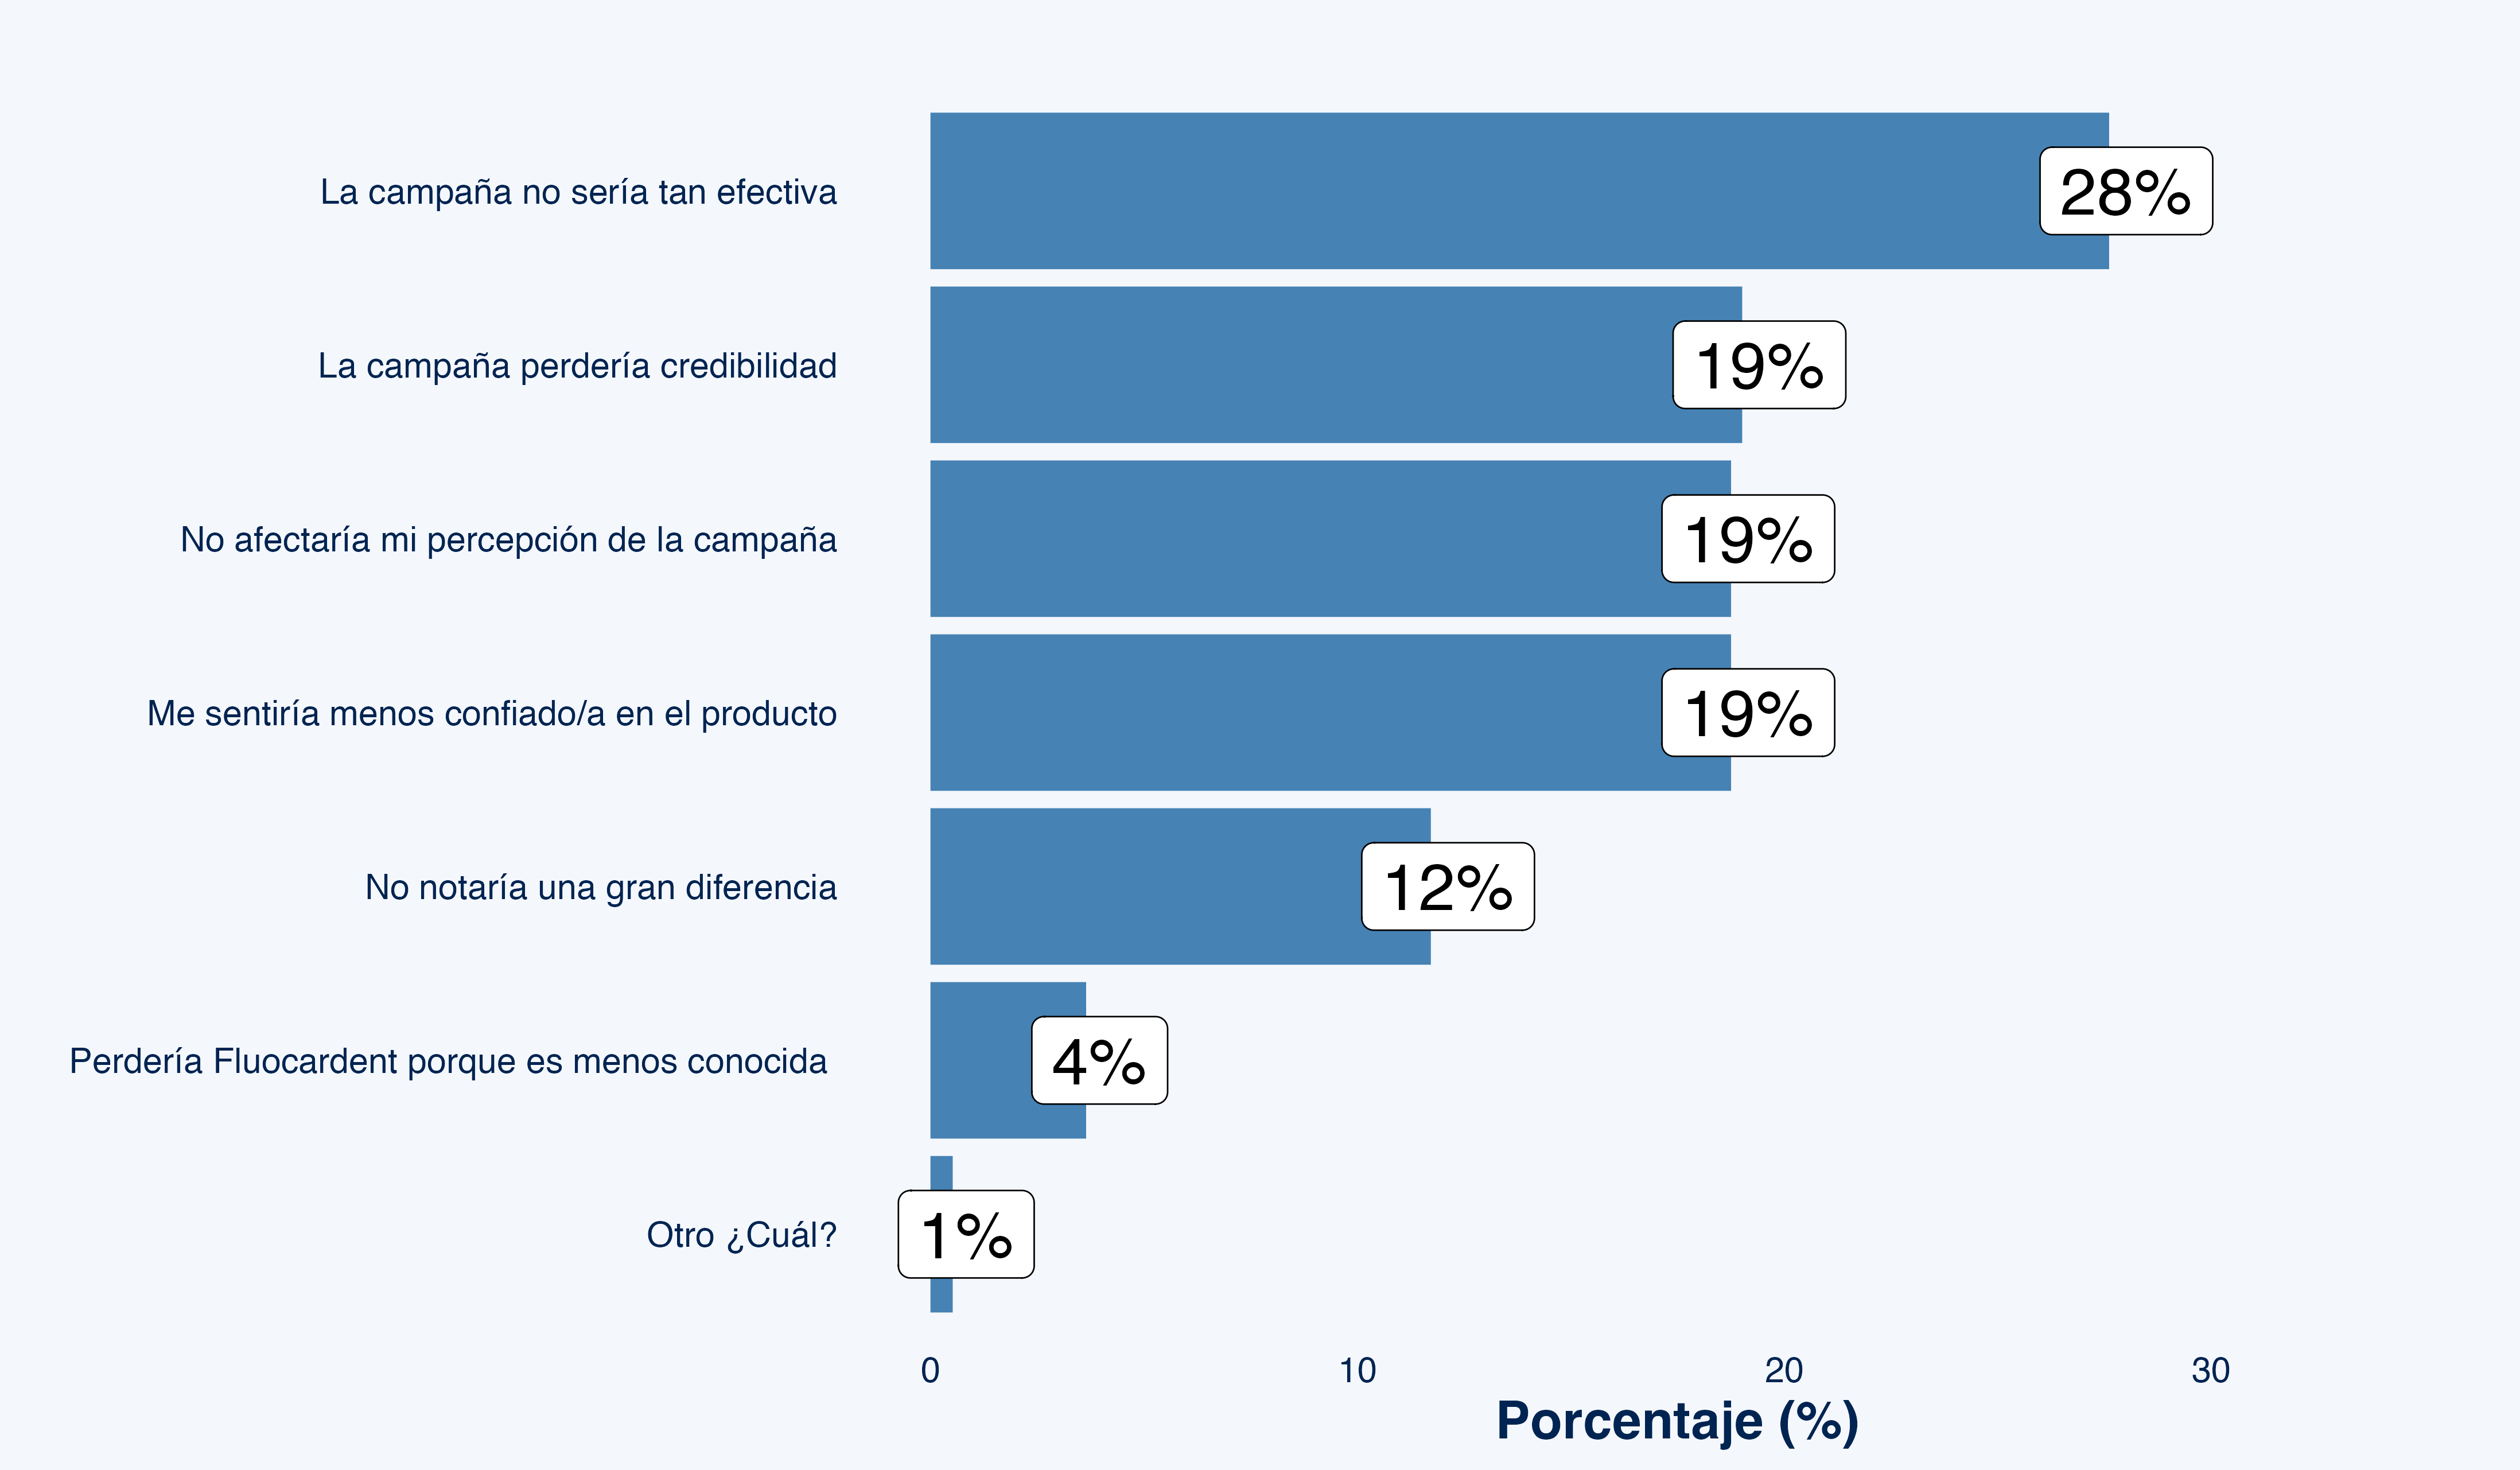 La campaña no sería tan efectiva
28%
La campaña perdería credibilidad
19%
No afectaría mi percepción de la campaña
19%
Me sentiría menos confiado/a en el producto
19%
No notaría una gran diferencia
12%
Perdería Fluocardent porque es menos conocida
4%
Otro ¿Cuál?
1%
0 10 20 30
Porcentaje (%)